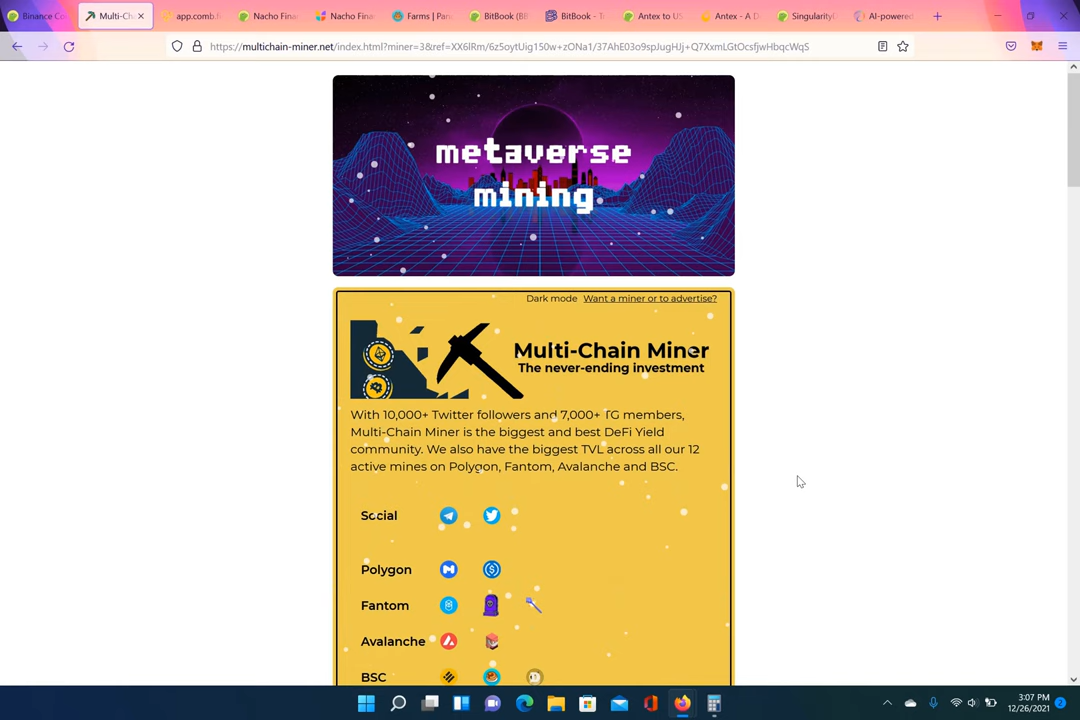 Binance Co
Multi-Ch
app.comb.fi
Nacho Fina
Nacho Fina
Farms | Pan
BitBook (BB
BitBook - Tr
Antex to US
Antex - A D
Singularity
AI-powered
https://multichain-miner.net/index.html?miner=3&ref=XX6lRm/6z5oytUig150w+zONa1/37AhE03o9spJugHJj+Q7XxmLGtOcsfjwHbqcWqS
metaverse
mining
Dark mode Want a miner or to advertise?
Multi-Chain Miner
The never-ending investment
With 10,000+ Twitter followers and 7,000+ TG members,
Multi-Chain Miner is the biggest and best DeFi Yield
community. We also have the biggest TVL across all our 12
active mines on Polygon, Fantom, Avalanche and BSC.
Social
Polygon
Fantom
Avalanche
BSC
3:07 PM
12/26/2021